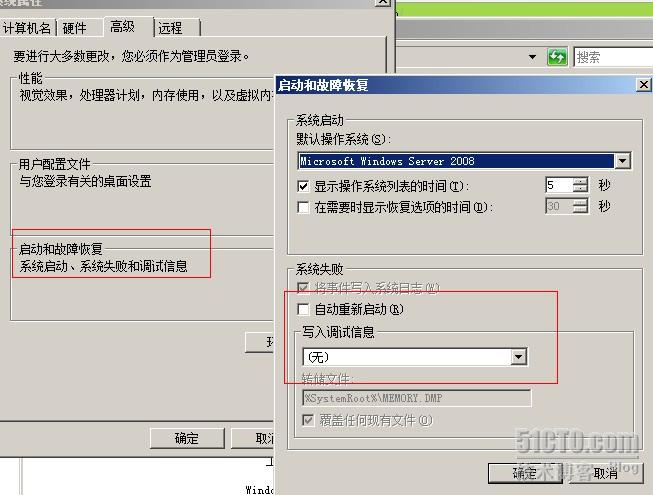 系统属性
计算机名 硬件 高级 远程
要进行大多数更改，您必须作为管理员登录。
性能
视觉效果，处理器计划，内存使用，以及虚拟内
用户配置文件
与您登录有关的桌面设置
启动和故障恢复
系统启动、系统失败和调试信息
确定
搜索
启动和故障恢复
系统启动
默认操作系统(S):
Microsoft Windows Server 2008
显示操作系统列表的时间(T): 5 秒
在需要时显示恢复选项的时间(D): 30 秒
系统失败
将事件写入系统日志(W)
自动重新启动(R)
写入调试信息
(无)
转储文件:
%SystemRoot%\MEMORY.DMP
覆盖任何现有文件(O)
确定 取消
51CTO.com
技术博客 Blog